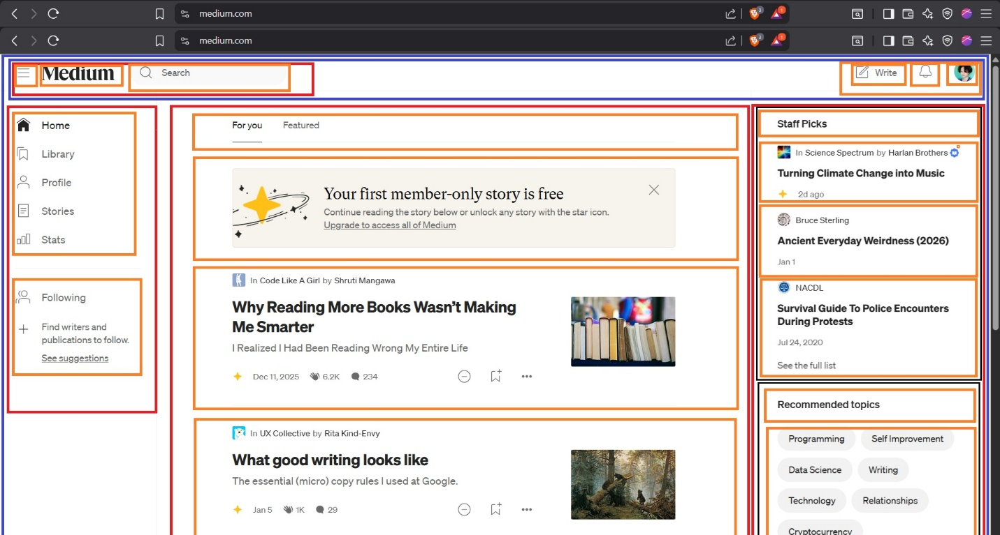 medium.com
3
7
medium.com
3
1
Medium
Search
Write
Home
Library
Profile
Stories
Stats
Following
Find writers and
publications to follow.
See suggestions
For you
Featured
Your first member-only story is free
Continue reading the story below or unlock any story with the star icon.
Upgrade to access all of Medium
In Code Like A Girl by Shruti Mangawa
Why Reading More Books Wasn’t Making
Me Smarter
I Realized I Had Been Reading Wrong My Entire Life
Dec 11, 2025
6.2K
234
In UX Collective by Rita Kind-Envy
What good writing looks like
The essential (micro) copy rules I used at Google.
Jan 5
1K
29
Staff Picks
In Science Spectrum by Harlan Brothers
Turning Climate Change into Music
2d ago
Bruce Sterling
Ancient Everyday Weirdness (2026)
Jan 1
NACDL
Survival Guide To Police Encounters
During Protests
Jul 24, 2020
See the full list
Recommended topics
Programming
Self Improvement
Data Science
Writing
Technology
Relationships
Cryptocurrency